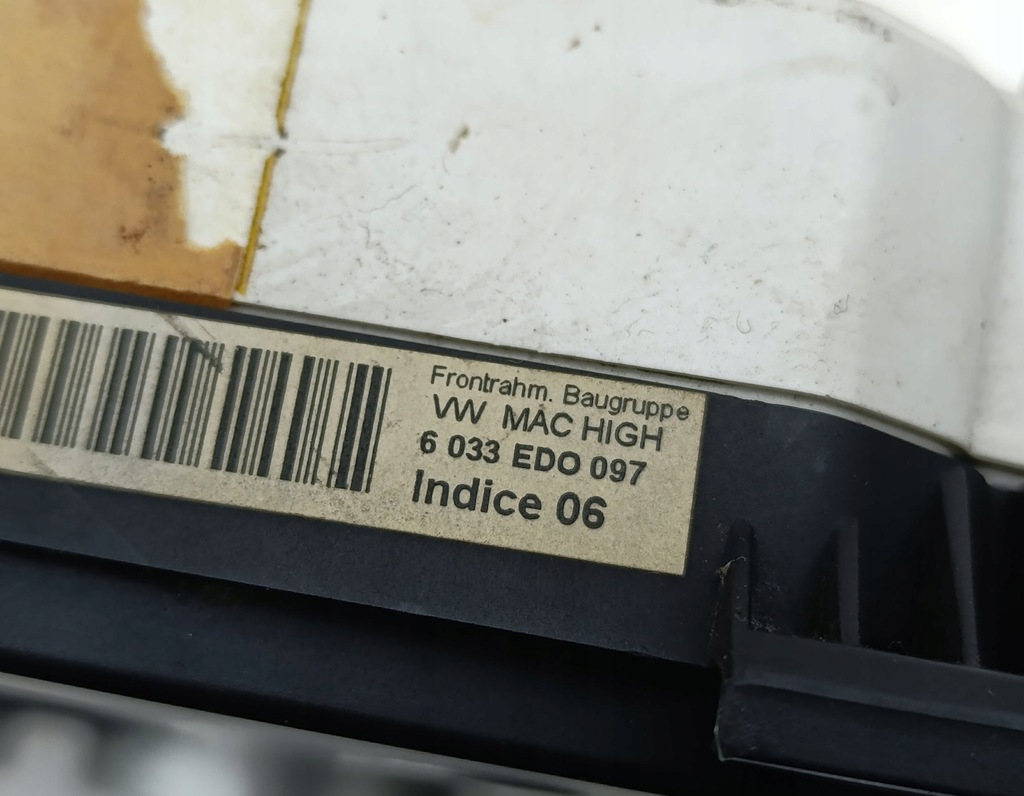 Frontrahm. Baugruppe
VW MAC HIGH
6 033 EDO 097
Indice 06